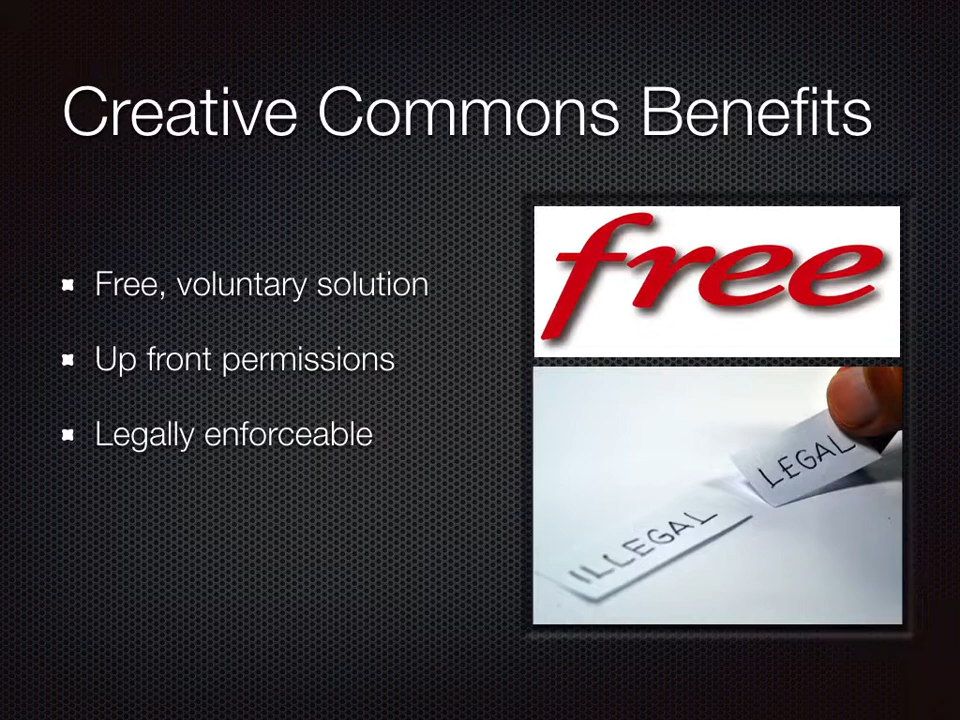 Creative Commons Benefits
Free, voluntary solution
Up front permissions
Legally enforceable
free
LEGAL
ILLEGAL